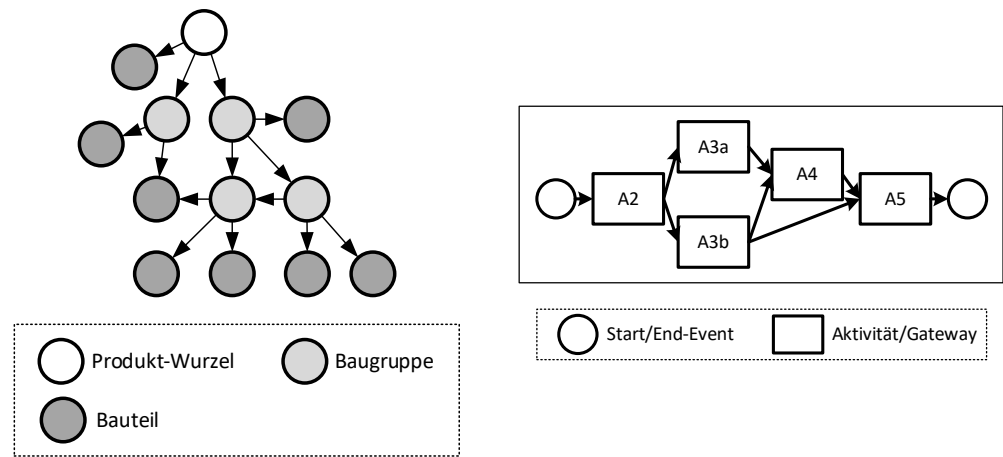 A3a
A4
A2
A5
A3b
Produkt-Wurzel
Baugruppe
Bauteil
Start/End-Event
Aktivität/Gateway